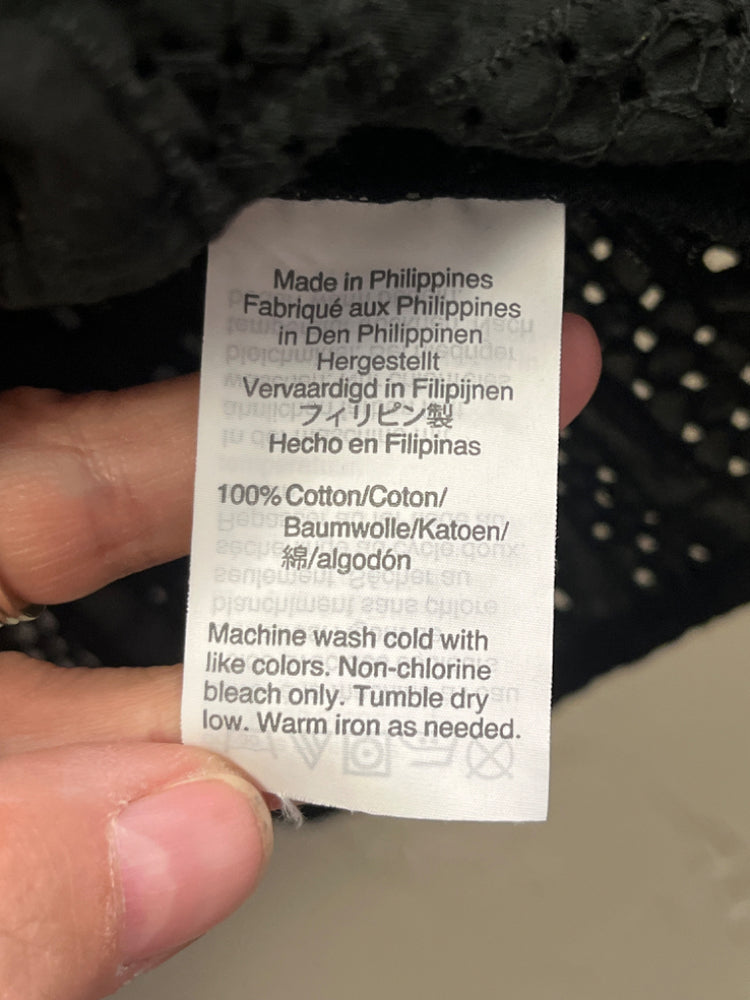 Made in Philippines
Fabriqué aux Philippines
in Den Philippinen
Hergestellt
Vervaardigd in Filipijnen
フィリピン製
Hecho en Filipinas
100% Cotton/Coton/
Baumwolle/Katoen/
綿/algodón
Machine wash cold with
like colors. Non-chlorine
bleach only. Tumble dry
low. Warm iron as needed.